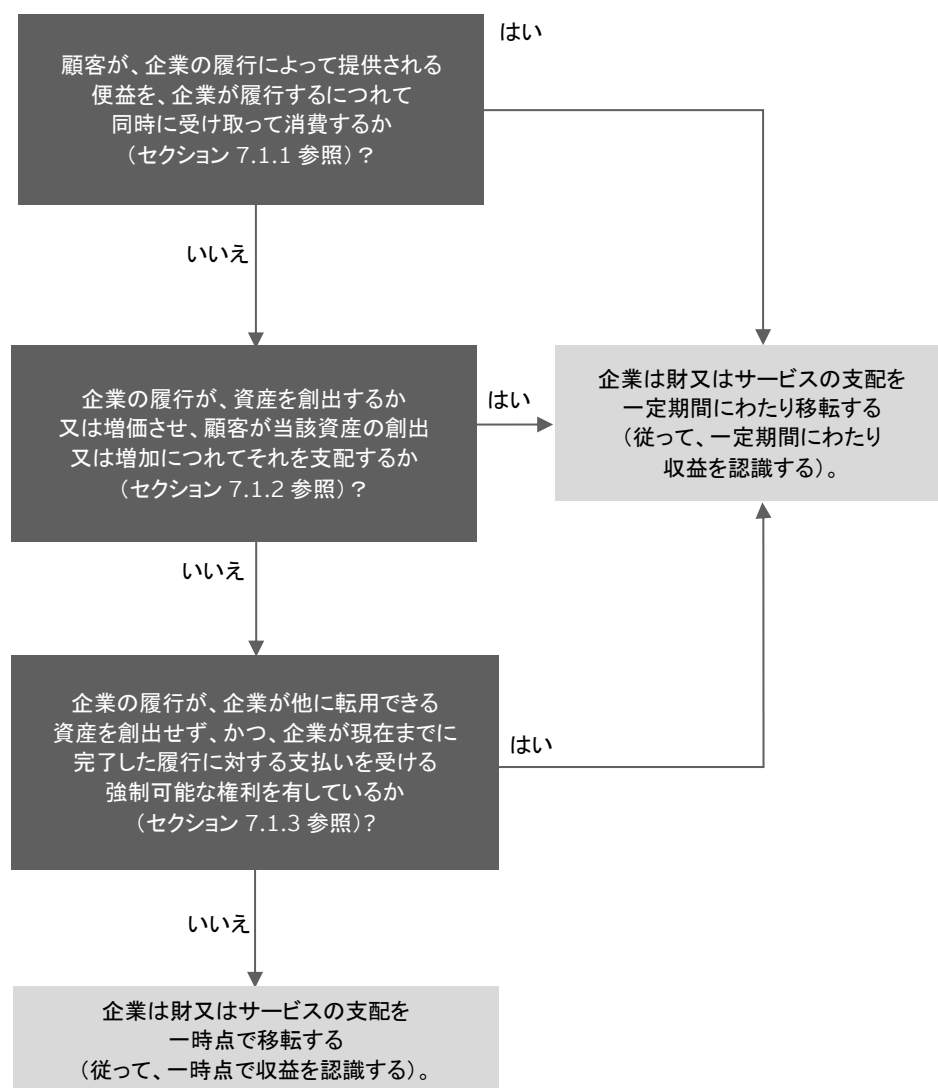 はい
顧客が、企業の履行によって提供される
便益を、企業が履行するにつれて
同時に受け取って消費するか
（セクション 7.1.1 参照）？
いいえ
企業の履行が、資産を創出するか
又は増価させ、顧客が当該資産の創出
又は増加につれてそれを支配するか
（セクション 7.1.2 参照）？
はい
企業は財又はサービスの支配を
一定期間にわたり移転する
（従って、一定期間にわたり
収益を認識する）。
いいえ
企業の履行が、企業が他に転用できる
資産を創出せず、かつ、企業が現在までに
完了した履行に対する支払いを受ける
強制可能な権利を有しているか
（セクション 7.1.3 参照）？
はい
いいえ
企業は財又はサービスの支配を
一時点で移転する
（従って、一時点で収益を認識する）。